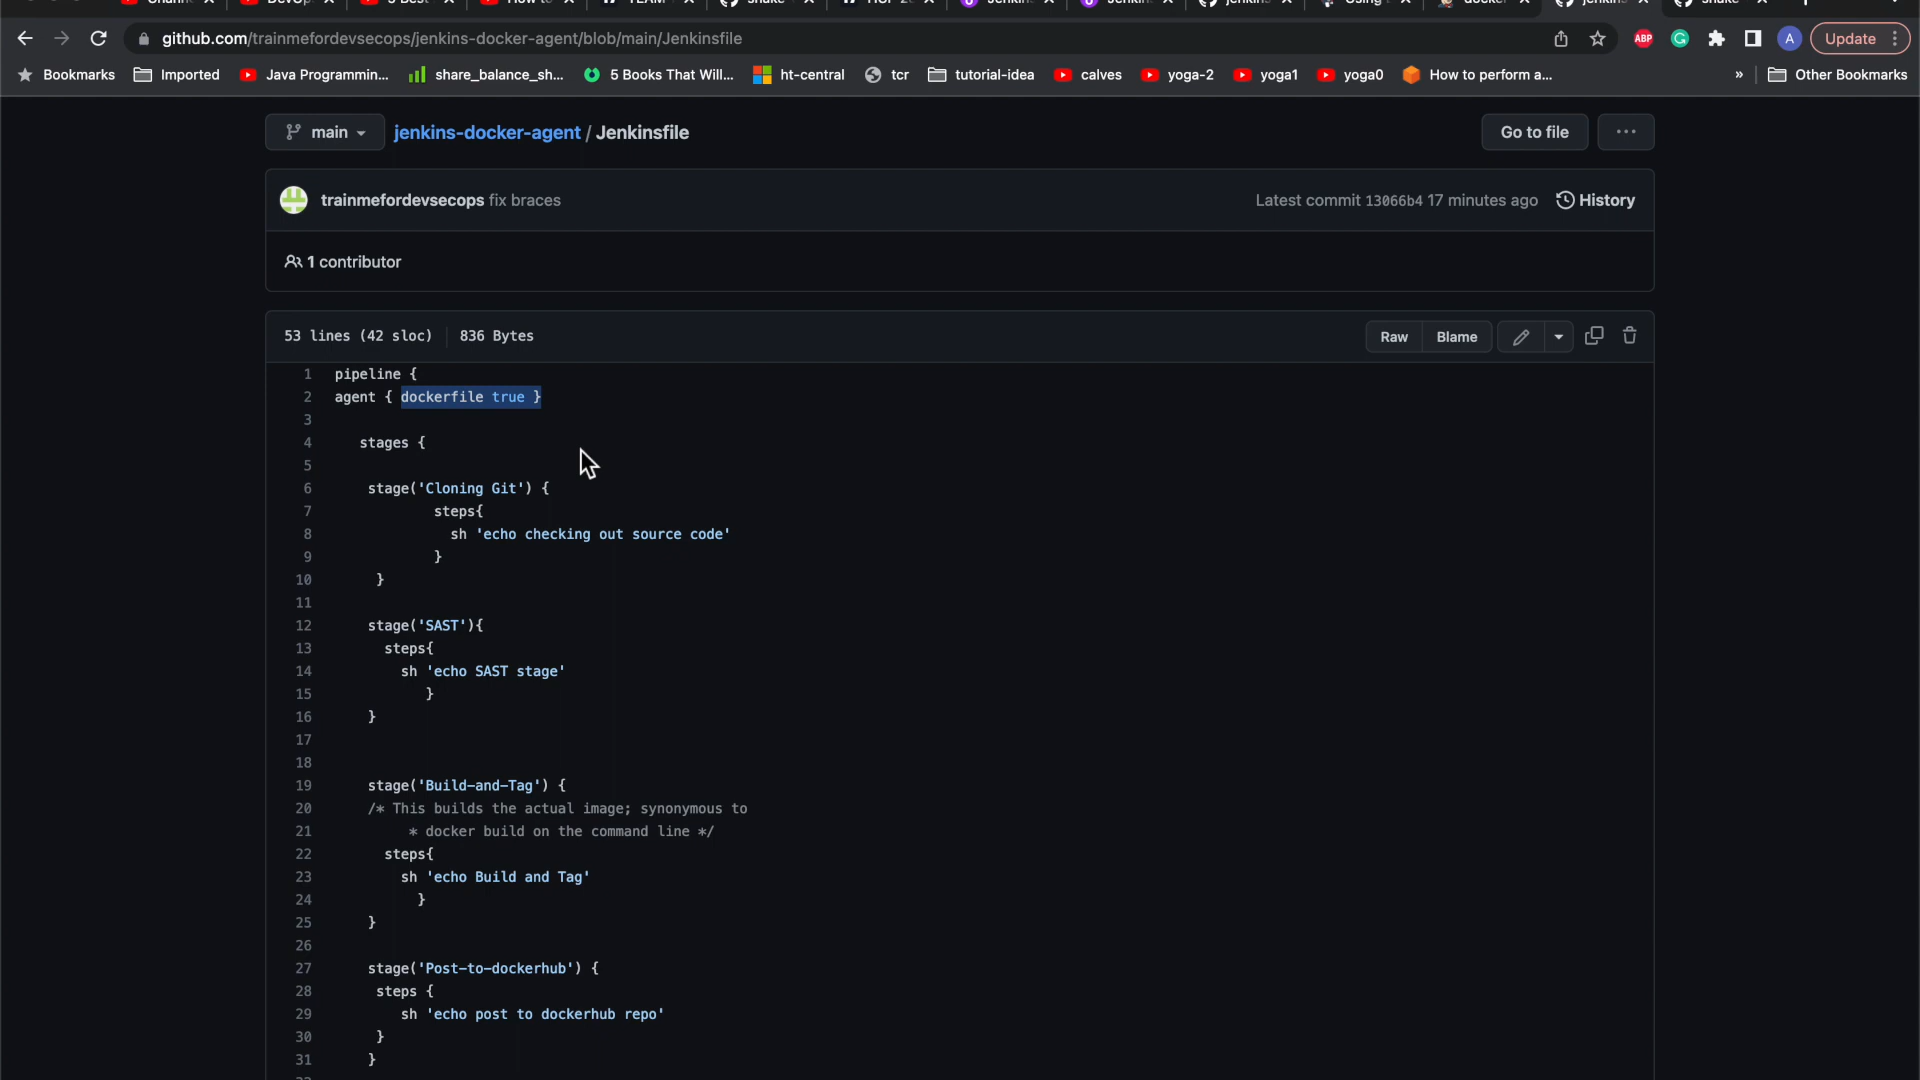 github.com/trainmefordevsecops/jenkins-docker-agent/blob/main/Jenkinsfile
ABP
A
Update
Bookmarks
Imported
Java Programmin...
share_balance_sh...
5 Books That Will...
ht-central
tcr
tutorial-idea
calves
yoga-2
yoga1
yoga0
How to perform a...
»
Other Bookmarks
main
jenkins-docker-agent / Jenkinsfile
Go to file
...
trainmefordevsecops fix braces
Latest commit 13066b4 17 minutes ago
History
1 contributor
53 lines (42 sloc)
836 Bytes
Raw
Blame
1 pipeline {
2 agent { dockerfile true }
3
4 stages {
5
6 stage('Cloning Git') {
7 steps{
8 sh 'echo checking out source code'
9 }
10 }
11
12 stage('SAST'){
13 steps{
14 sh 'echo SAST stage'
15 }
16 }
17
18
19 stage('Build-and-Tag') {
20 /* This builds the actual image; synonymous to
21 * docker build on the command line */
22 steps{
23 sh 'echo Build and Tag'
24 }
25 }
26
27 stage('Post-to-dockerhub') {
28 steps {
29 sh 'echo post to dockerhub repo'
30 }
31 }